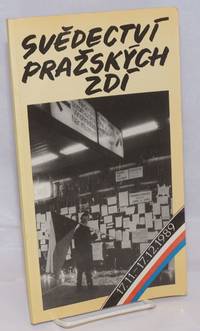 SVĚDECTVÍ
PRAŽSKÝCH
ZDÍ
17.11.-17.12.1989